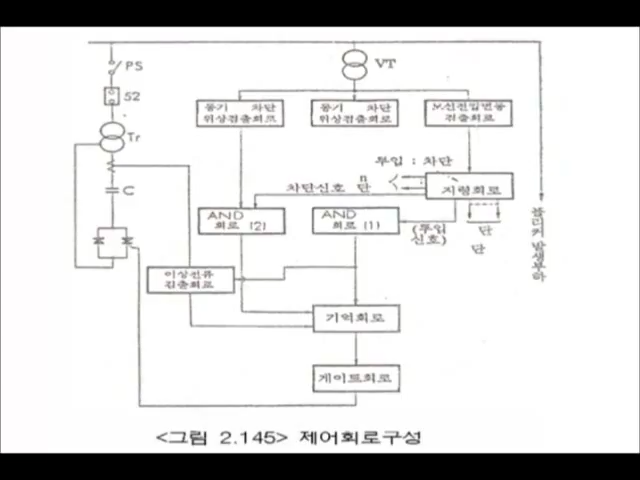 PS
VT
52
동기 차단
위상검출회로
동기 차단
위상검출회로
모선전압변동
검출회로
Tr
투입 : 차단
n
차단신호 단
지령회로
C
AND
회로 (2)
AND
회로 (1)
(투입
신호)
단
단
플리커 발생부하
이상전류
검출회로
기억회로
게이트회로
<그림 2.145> 제어회로구성